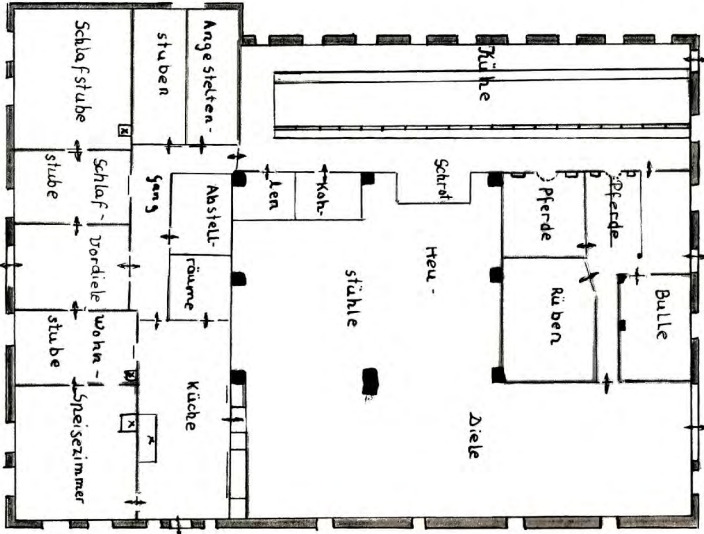 Schlafstube
Angestelten-
stuben
Kühe
Schlaf-
stube
gang
Abstell-
räume
Koh-
len
Schrot
Pferde
Pferde
Vordiele
Heu-
stühle
Rüben
Bulle
Wohn-
stube
Küche
Diele
Speisezimmer